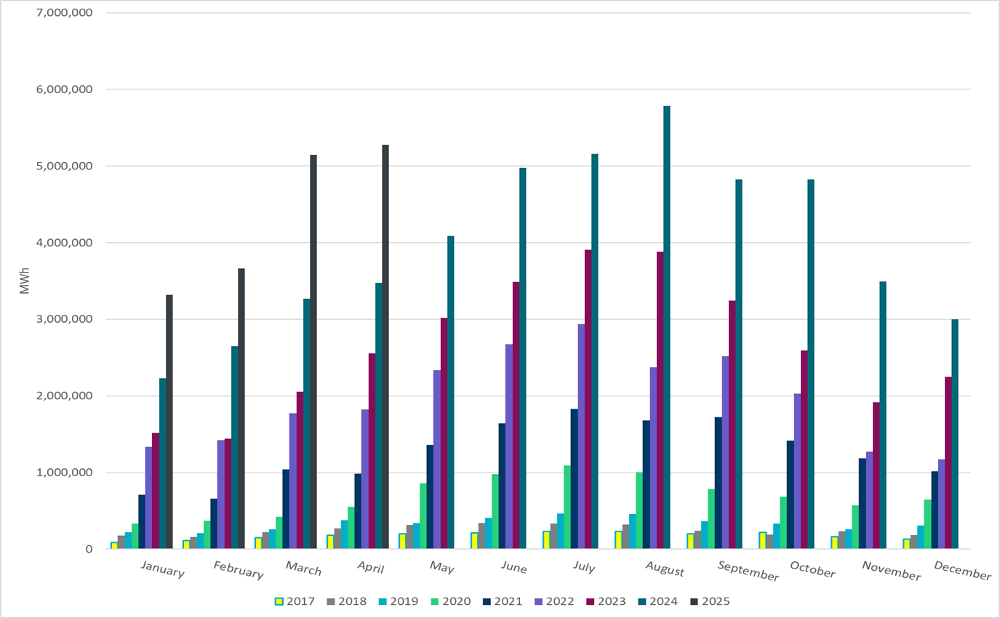 7,000,000
6,000,000
5,000,000
4,000,000
3,000,000
2,000,000
1,000,000
0
MWh
January February March April May June July August September October November December
2017 2018 2019 2020 2021 2022 2023 2024 2025